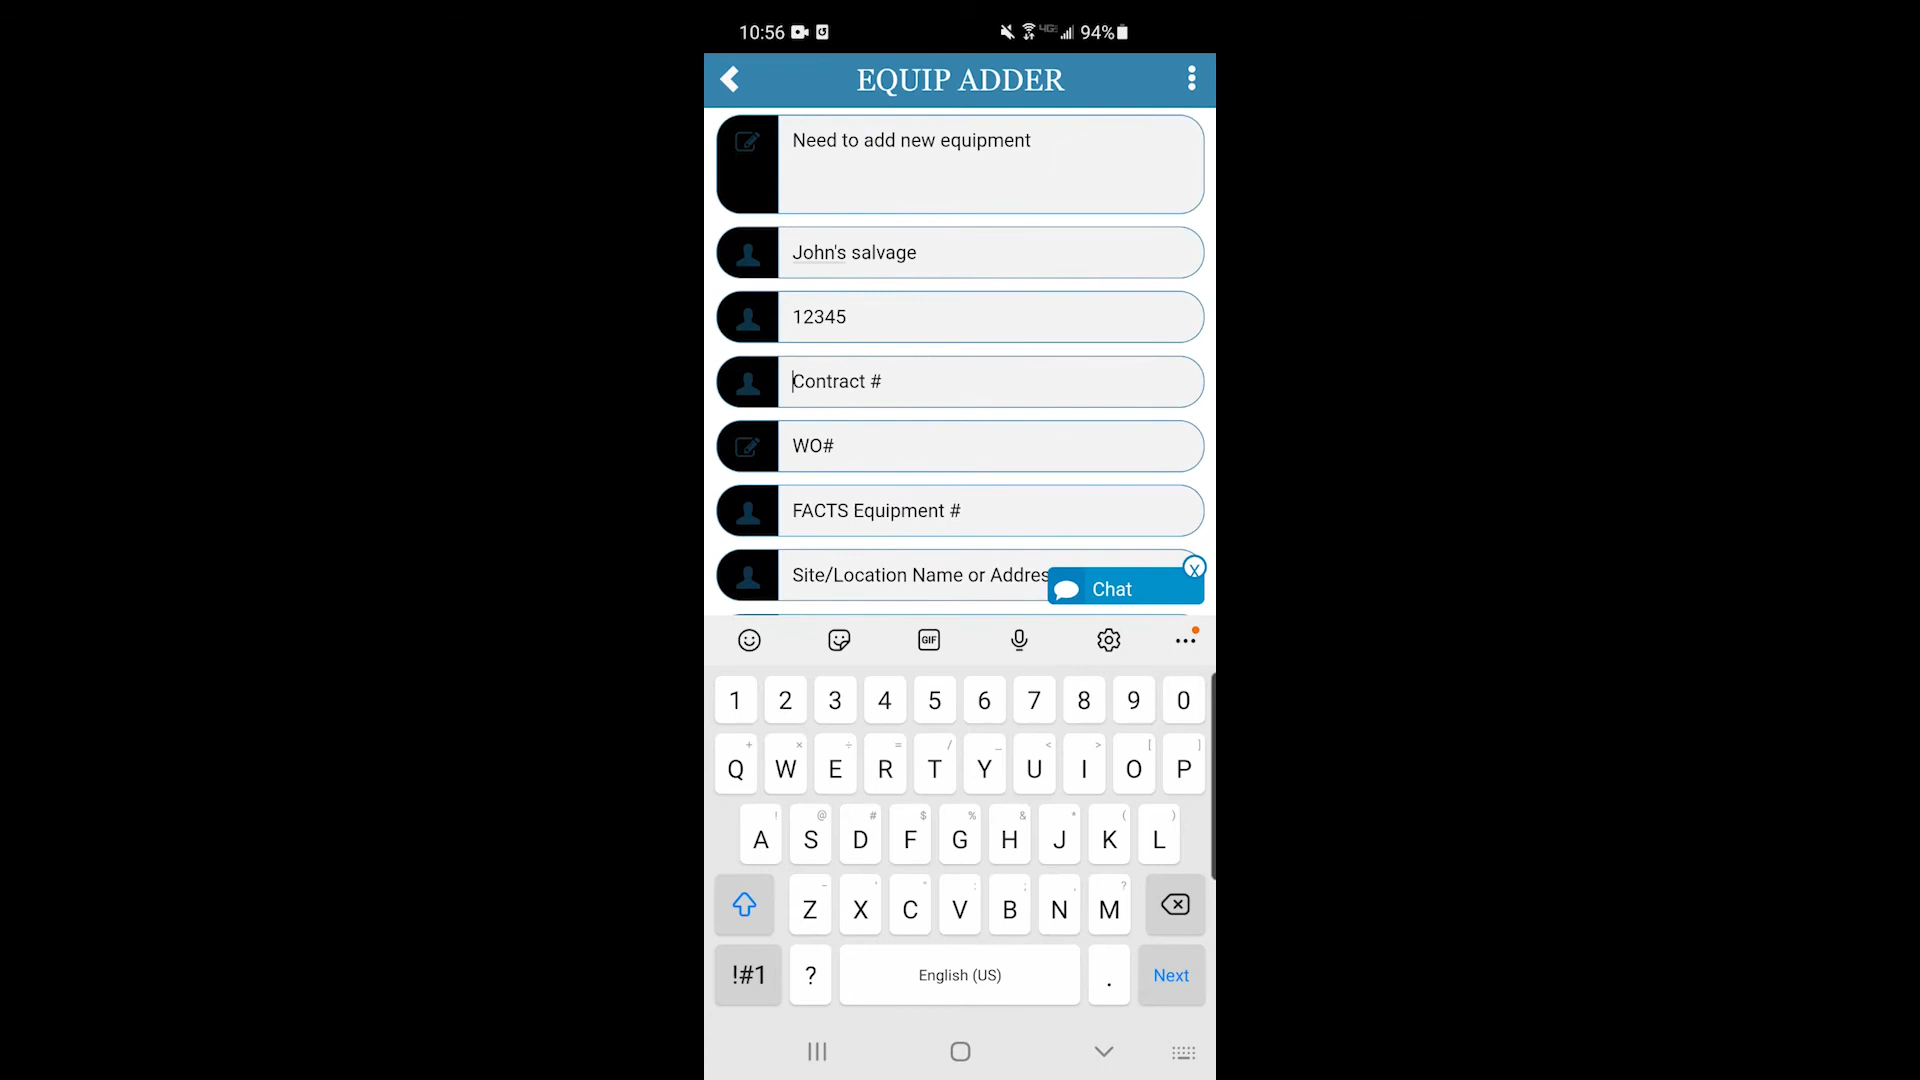 10:56 94%
EQUIP ADDER
Need to add new equipment
John's salvage
12345
Contract #
WO#
FACTS Equipment #
Site/Location Name or Addres
X
Chat
GIF
1 2 3 4 5 6 7 8 9 0
+ × ÷ = / _ < > [ ]
Q W E R T Y U I O P
! @ # $ % & * ( )
A S D F G H J K L
- ' " : ; , ?
Z X C V B N M
!#1 ? English (US) . Next